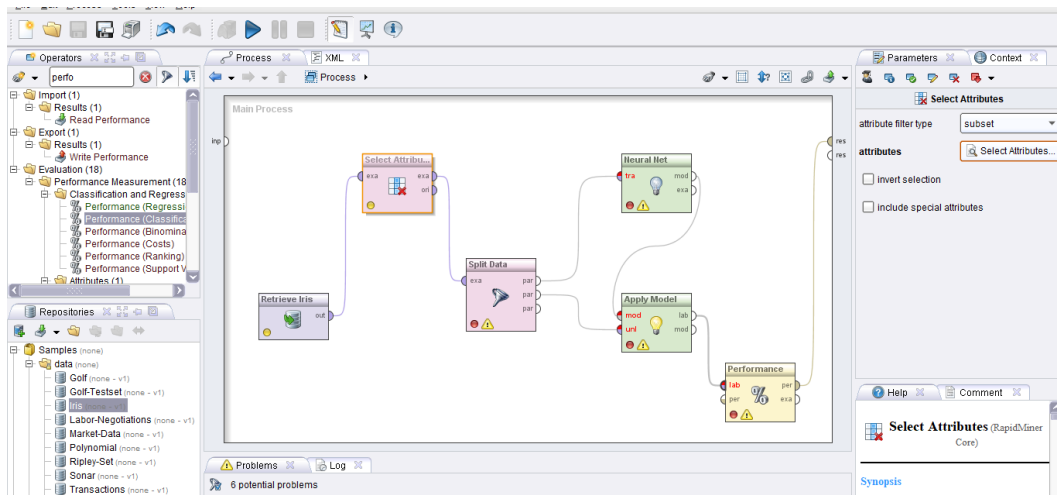 Operators
perfo
Import (1)
Results (1)
Read Performance
Export (1)
Results (1)
Write Performance
Evaluation (18)
Performance Measurement (18
Classification and Regress
Performance (Regressi
Performance (Classifica
Performance (Binomina
Performance (Costs)
Performance (Ranking)
Performance (Support V
Attributes (1)
Repositories
Samples (none)
data (none)
Golf (none - v1)
Golf-Testset (none - v1)
Iris (none - v1)
Labor-Negotiations (none - v1)
Market-Data (none - v1)
Polynomial (none - v1)
Ripley-Set (none - v1)
Sonar (none - v1)
Transactions (none - v1)
Process
XML
Process
Main Process
inp
res
res
Select Attribu...
exa
exa
ori
Neural Net
tra
mod
exa
Split Data
exa
par
par
par
Retrieve Iris
out
Apply Model
mod
lab
unl
mod
Performance
lab
per
per
exa
Problems
Log
6 potential problems
Parameters
Context
Select Attributes
attribute filter type
subset
attributes
Select Attributes...
invert selection
include special attributes
Help
Comment
Select Attributes (RapidMiner
Core)
Synopsis